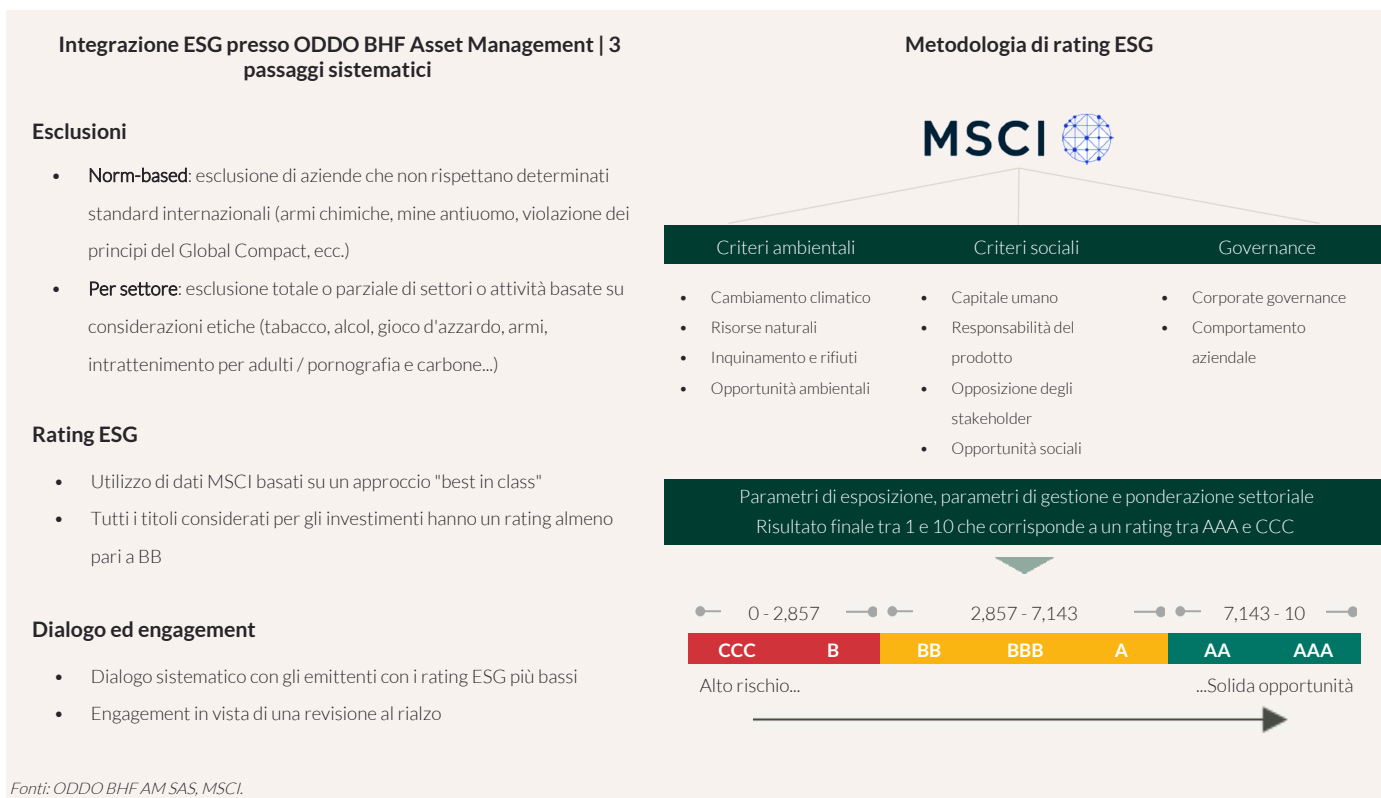 Integrazione ESG presso ODDO BHF Asset Management | 3
passaggi sistematici
Esclusioni
• Norm-based: esclusione di aziende che non rispettano determinati
standard internazionali (armi chimiche, mine antiuomo, violazione dei
principi del Global Compact, ecc.)
• Per settore: esclusione totale o parziale di settori o attività basate su
considerazioni etiche (tabacco, alcol, gioco d'azzardo, armi,
intrattenimento per adulti / pornografia e carbone...)
Rating ESG
• Utilizzo di dati MSCI basati su un approccio "best in class"
• Tutti i titoli considerati per gli investimenti hanno un rating almeno
pari a BB
Dialogo ed engagement
• Dialogo sistematico con gli emittenti con i rating ESG più bassi
• Engagement in vista di una revisione al rialzo
Metodologia di rating ESG
MSCI
Criteri ambientali
• Cambiamento climatico
• Risorse naturali
• Inquinamento e rifiuti
• Opportunità ambientali
Criteri sociali
• Capitale umano
• Responsabilità del
prodotto
• Opposizione degli
stakeholder
• Opportunità sociali
Governance
• Corporate governance
• Comportamento
aziendale
Parametri di esposizione, parametri di gestione e ponderazione settoriale
Risultato finale tra 1 e 10 che corrisponde a un rating tra AAA e CCC
0 - 2,857 2,857 - 7,143 7,143 - 10
CCC B BB BBB A AA AAA
Alto rischio... ...Solida opportunità
Fonti: ODDO BHF AM SAS, MSCI.